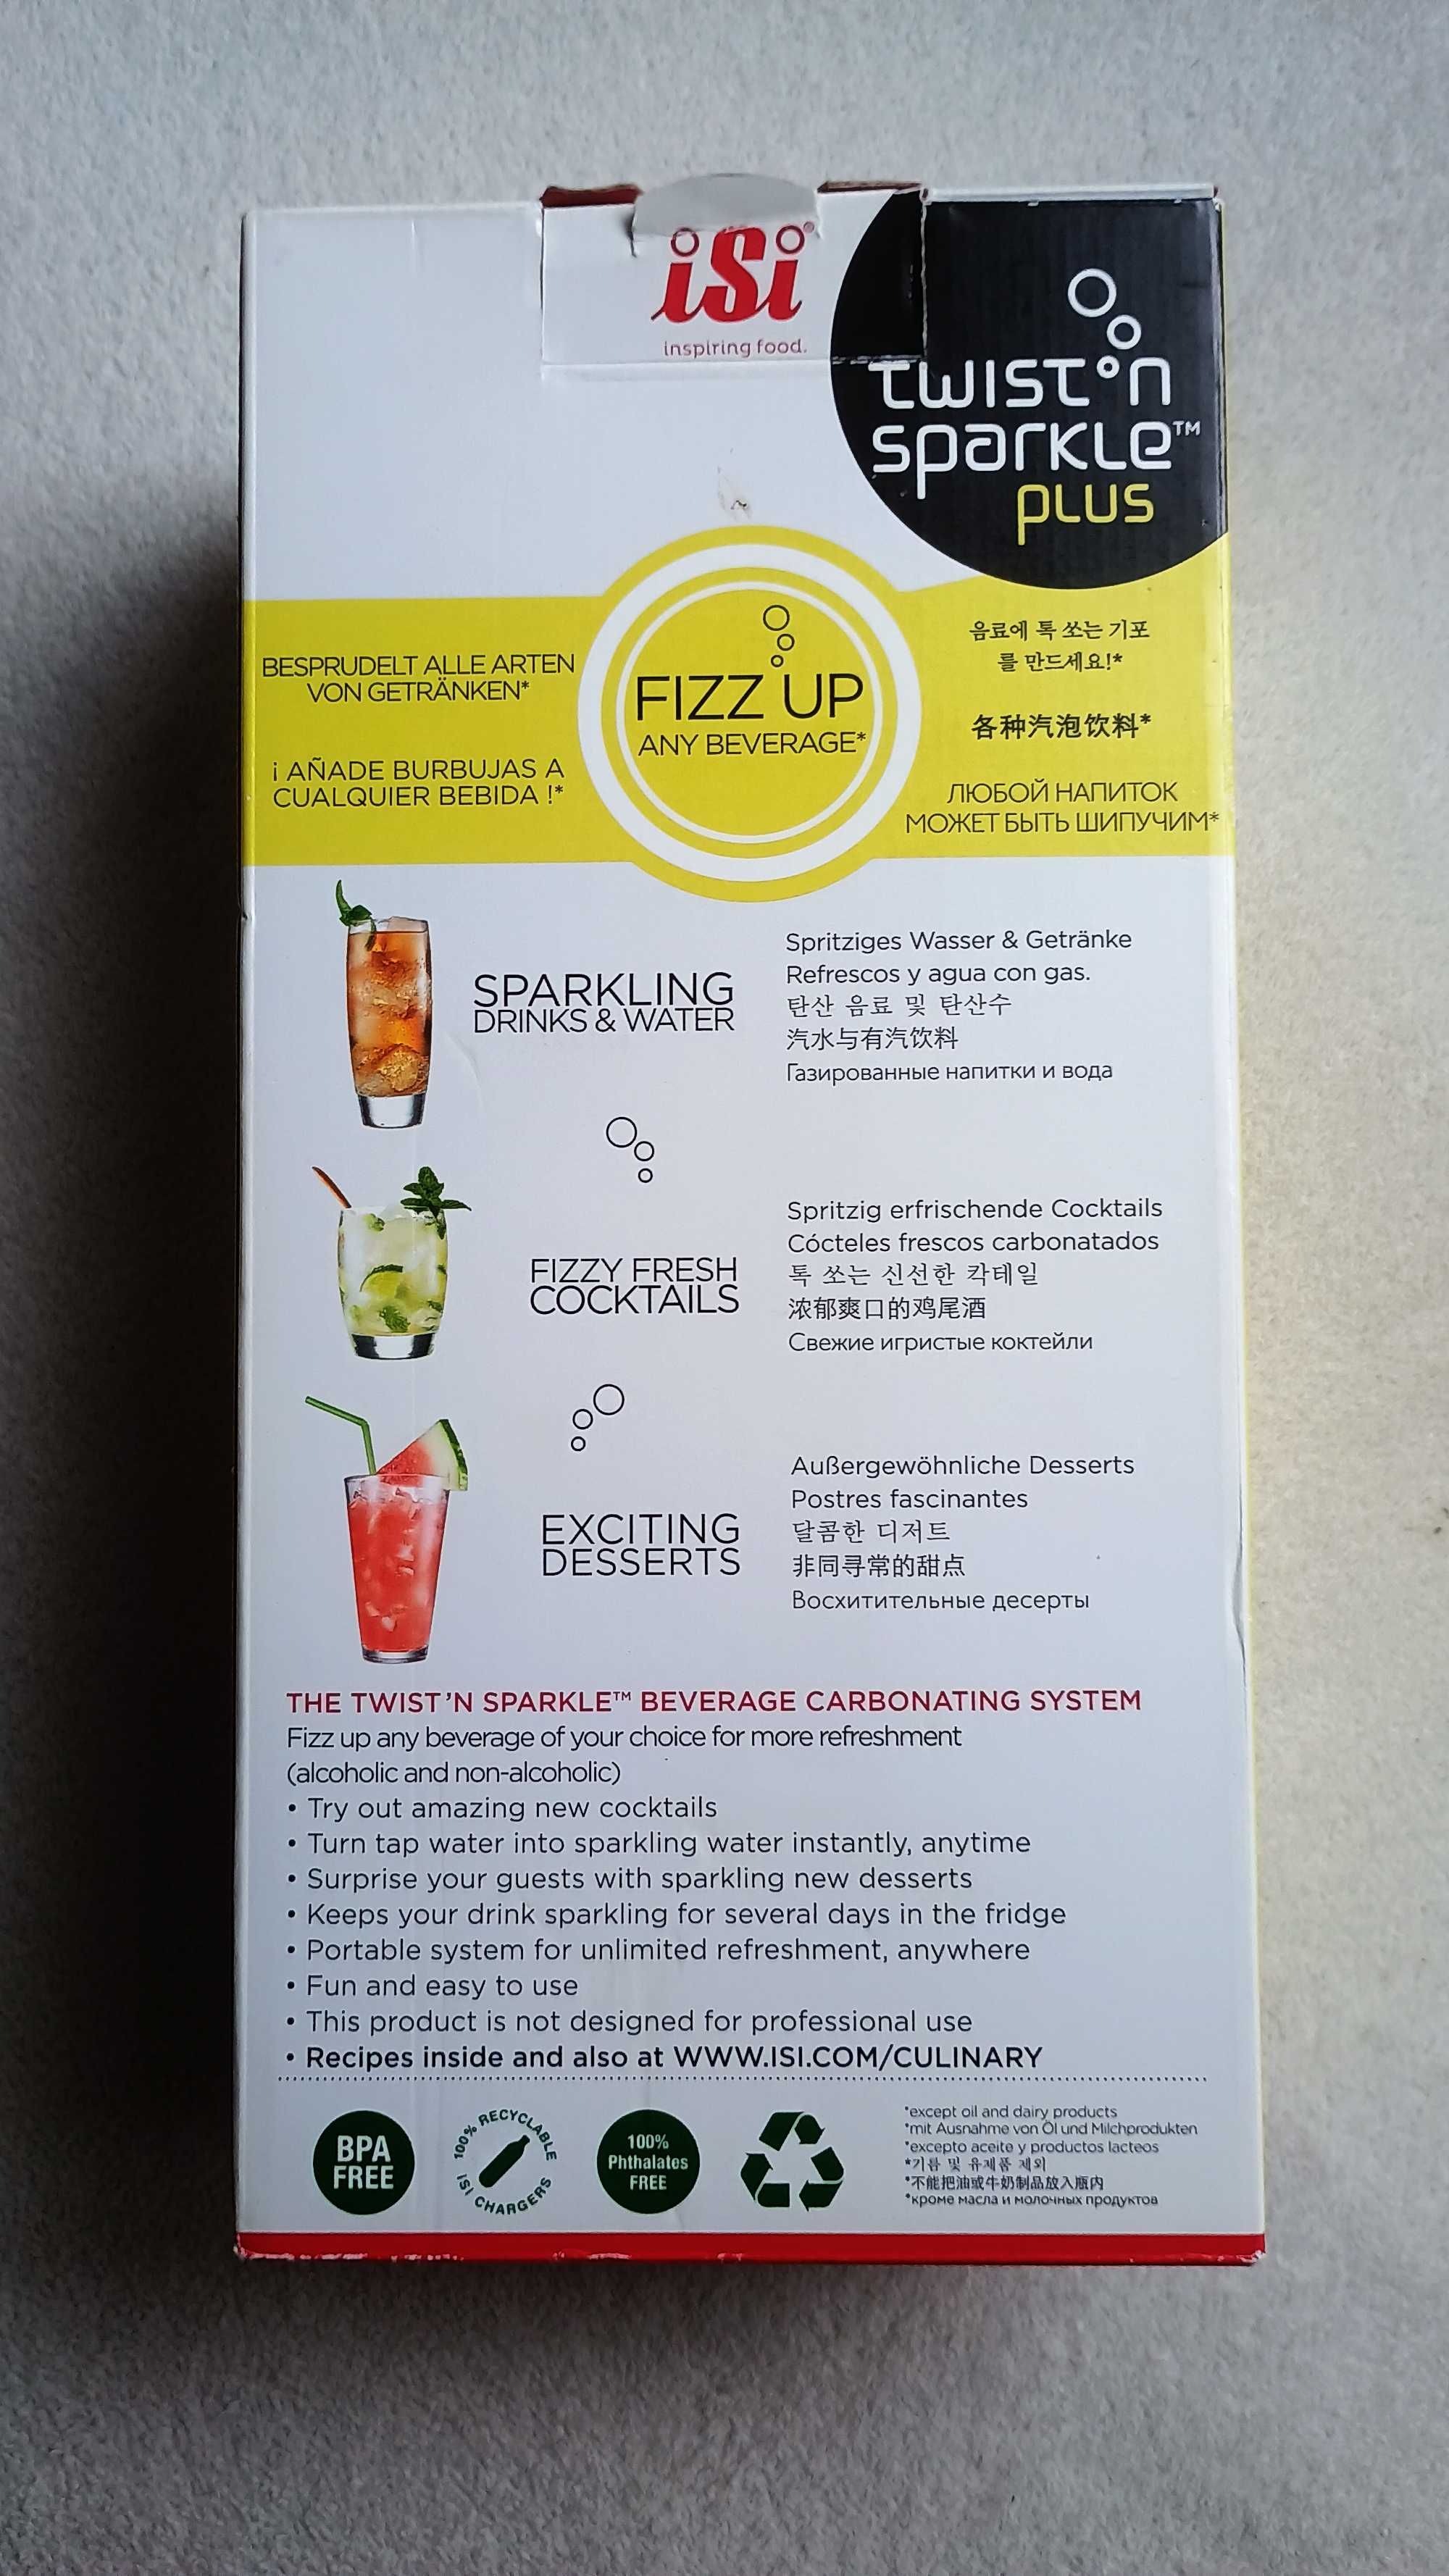 iSi®
inspiring food.
twist'n
sparkle™
plus
BESPRUDELT ALLE ARTEN
VON GETRÄNKEN*
¡ AÑADE BURBUJAS A
CUALQUIER BEBIDA !*
FIZZ UP
ANY BEVERAGE*
음료에 톡 쏘는 기포
를 만드세요!*
各种汽泡饮料*
ЛЮБОЙ НАПИТОК
МОЖЕТ БЫТЬ ШИПУЧИМ*
SPARKLING
DRINKS & WATER
Spritziges Wasser & Getränke
Refrescos y agua con gas.
탄산 음료 및 탄산수
汽水与有汽饮料
Газированные напитки и вода
FIZZY FRESH
COCKTAILS
Spritzig erfrischende Cocktails
Cócteles frescos carbonatados
톡 쏘는 신선한 칵테일
浓郁爽口的鸡尾酒
Свежие игристые коктейли
EXCITING
DESSERTS
Außergewöhnliche Desserts
Postres fascinantes
달콤한 디저트
非同寻常的甜点
Восхитительные десерты
THE TWIST'N SPARKLE™ BEVERAGE CARBONATING SYSTEM
Fizz up any beverage of your choice for more refreshment
(alcoholic and non-alcoholic)
• Try out amazing new cocktails
• Turn tap water into sparkling water instantly, anytime
• Surprise your guests with sparkling new desserts
• Keeps your drink sparkling for several days in the fridge
• Portable system for unlimited refreshment, anywhere
• Fun and easy to use
• This product is not designed for professional use
• Recipes inside and also at WWW.ISI.COM/CULINARY
BPA
FREE
100% RECYCLABLE
ISI CHARGERS
100%
Phthalates
FREE
*except oil and dairy products
*mit Ausnahme von Öl und Milchprodukten
*excepto aceite y productos lacteos
*기름 및 유제품 제외
*不能把油或牛奶制品放入瓶内
*кроме масла и молочных продуктов